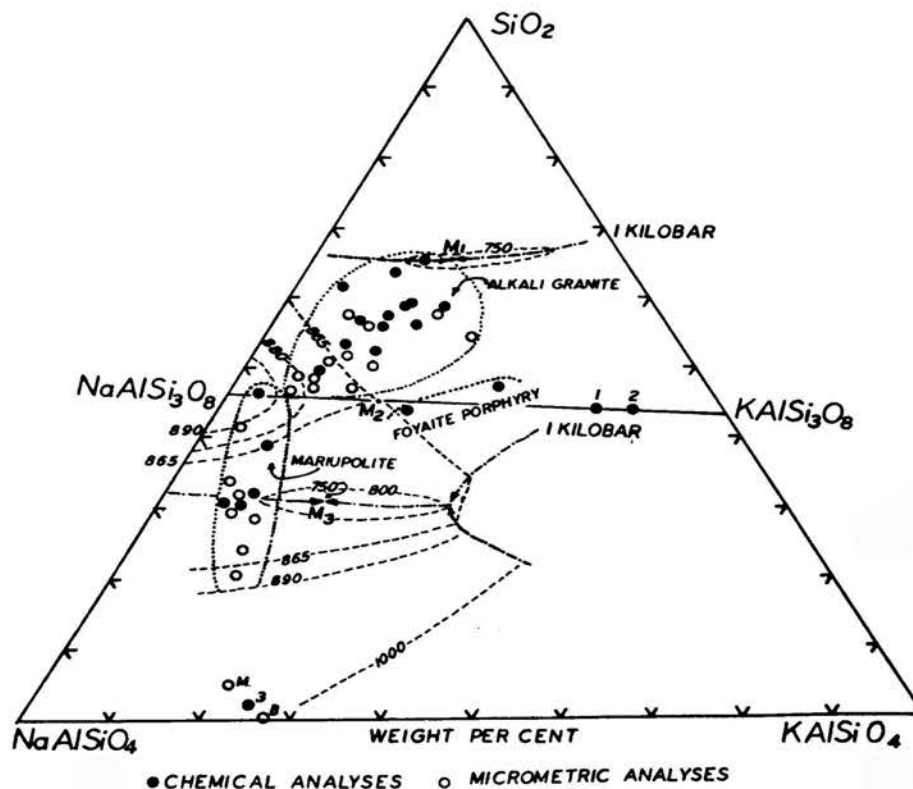 SiO2
1 KILOBAR
M1
750
ALKALI GRANITE
NaAlSi3O8
M2
FOYAITE PORPHYRY
1
2
KAlSi3O8
1 KILOBAR
890
865
MARIUPOLITE
750
800
M3
865
890
1000
M
3
B
NaAlSiO4
WEIGHT PER CENT
KAlSiO4
● CHEMICAL ANALYSES ○ MICROMETRIC ANALYSES